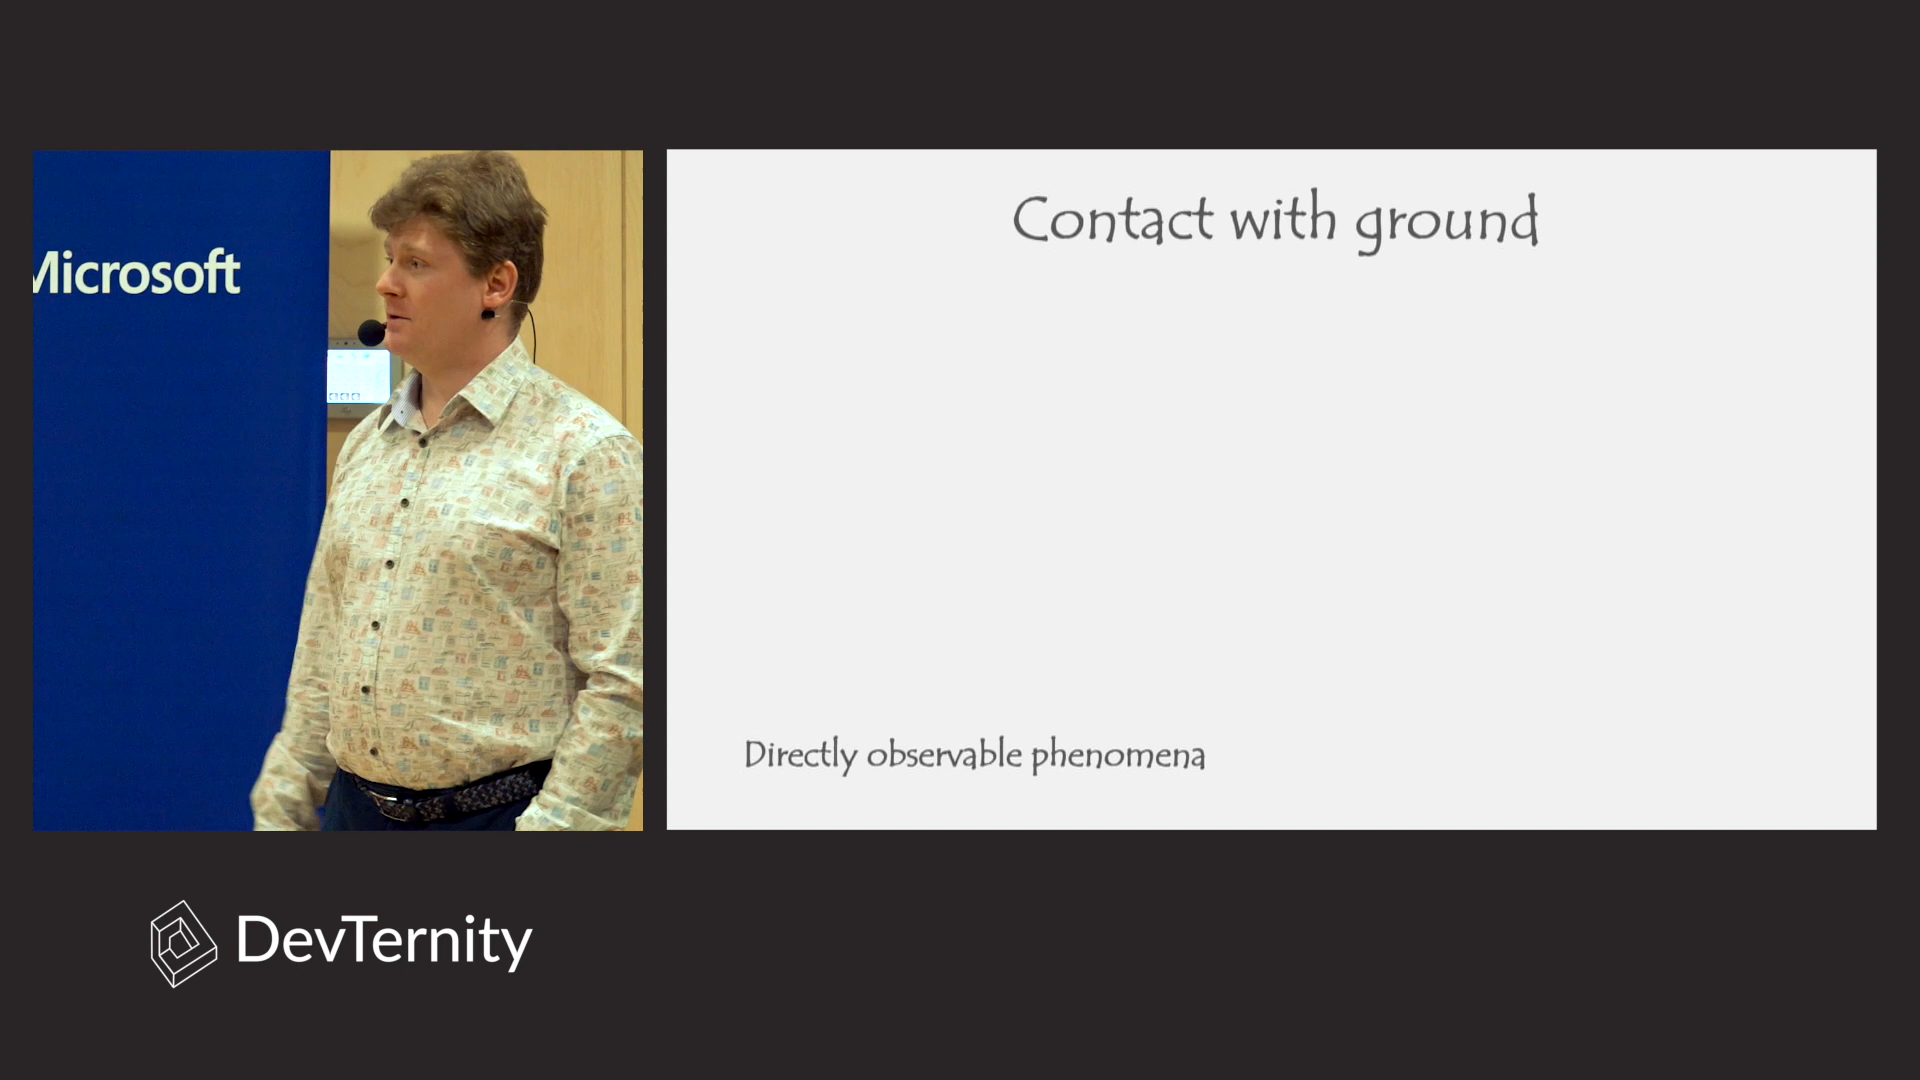 Microsoft
Contact with ground
Directly observable phenomena
DevTernity